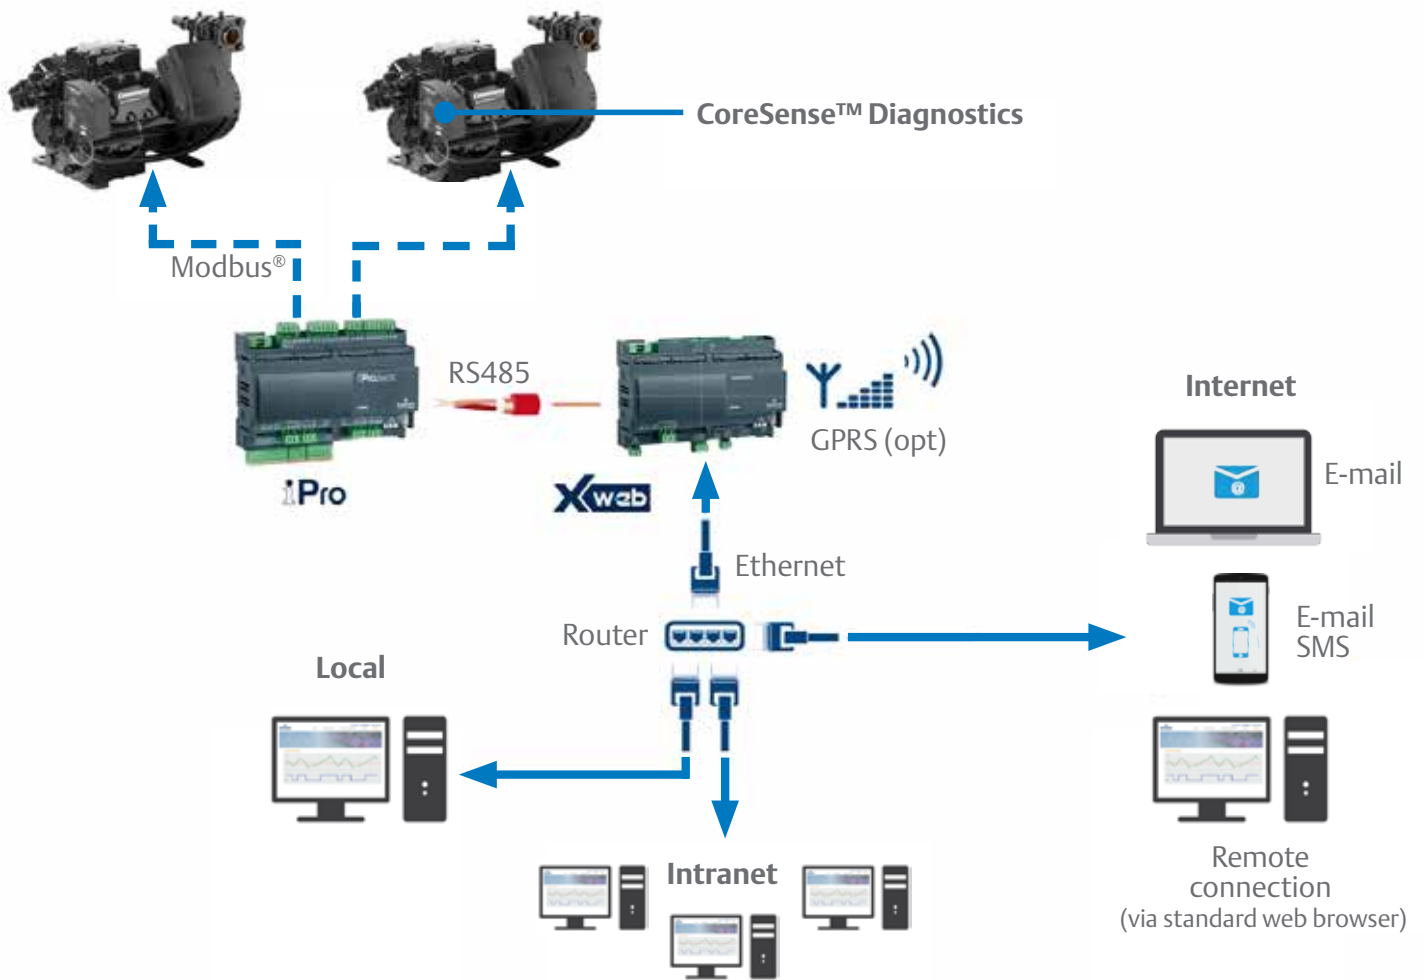 CoreSense™ Diagnostics
Modbus®
RS485
GPRS (opt)
iPro
Xweb
Internet
E-mail
Ethernet
Router
E-mail
SMS
Local
Intranet
Remote
connection
(via standard web browser)